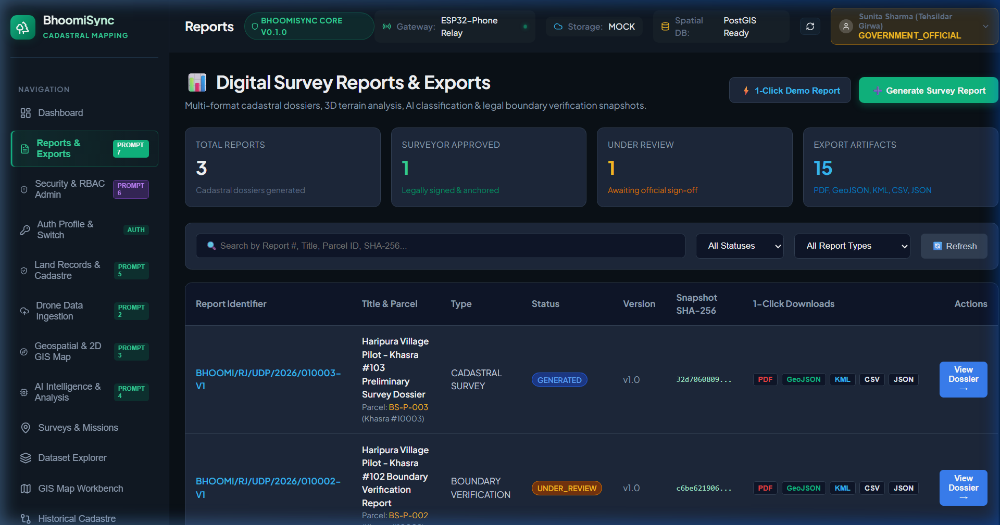 BhoomiSync
CADASTRAL MAPPING
NAVIGATION
Dashboard
Reports &
Exports
PROMPT
7
Security & RBAC
Admin
PROMPT
6
Auth Profile &
Switch
AUTH
Land Records &
Cadastre
PROMPT
5
Drone Data
Ingestion
PROMPT
2
Geospatial & 2D
GIS Map
PROMPT
3
AI Intelligence &
Analysis
PROMPT
4
Surveys & Missions
Dataset Explorer
GIS Map Workbench
Historical Cadastre
Reports
BHOOMISYNC CORE
V0.1.0
Gateway:
ESP32-Phone
Relay
Storage: MOCK
Spatial
DB:
PostGIS
Ready
Sunita Sharma (Tehsildar
Girwa)
GOVERNMENT_OFFICIAL
Digital Survey Reports & Exports
Multi-format cadastral dossiers, 3D terrain analysis, AI classification & legal boundary verification snapshots.
1-Click Demo Report
Generate Survey Report
TOTAL REPORTS
3
Cadastral dossiers generated
SURVEYOR APPROVED
1
Legally signed & anchored
UNDER REVIEW
1
Awaiting official sign-off
EXPORT ARTIFACTS
15
PDF, GeoJSON, KML, CSV, JSON
Search by Report #, Title, Parcel ID, SHA-256...
All Statuses
All Report Types
Refresh
Report Identifier
Title & Parcel
Type
Status
Version
Snapshot
SHA-256
1-Click Downloads
Actions
BHOOMI/RJ/UDP/2026/010003-
V1
Haripura Village
Pilot - Khasra
#103
Preliminary
Survey Dossier
Parcel: BS-P-003
(Khasra #10003)
CADASTRAL
SURVEY
GENERATED
v1.0
32d7060809...
PDF GeoJSON KML CSV JSON
View
Dossier
→
BHOOMI/RJ/UDP/2026/010002-
V1
Haripura Village
Pilot - Khasra
#102 Boundary
Verification
Report
Parcel: BS-P-002
BOUNDARY
VERIFICATION
UNDER_REVIEW
v1.0
c6be621906...
PDF GeoJSON KML CSV JSON
View
Dossier
→